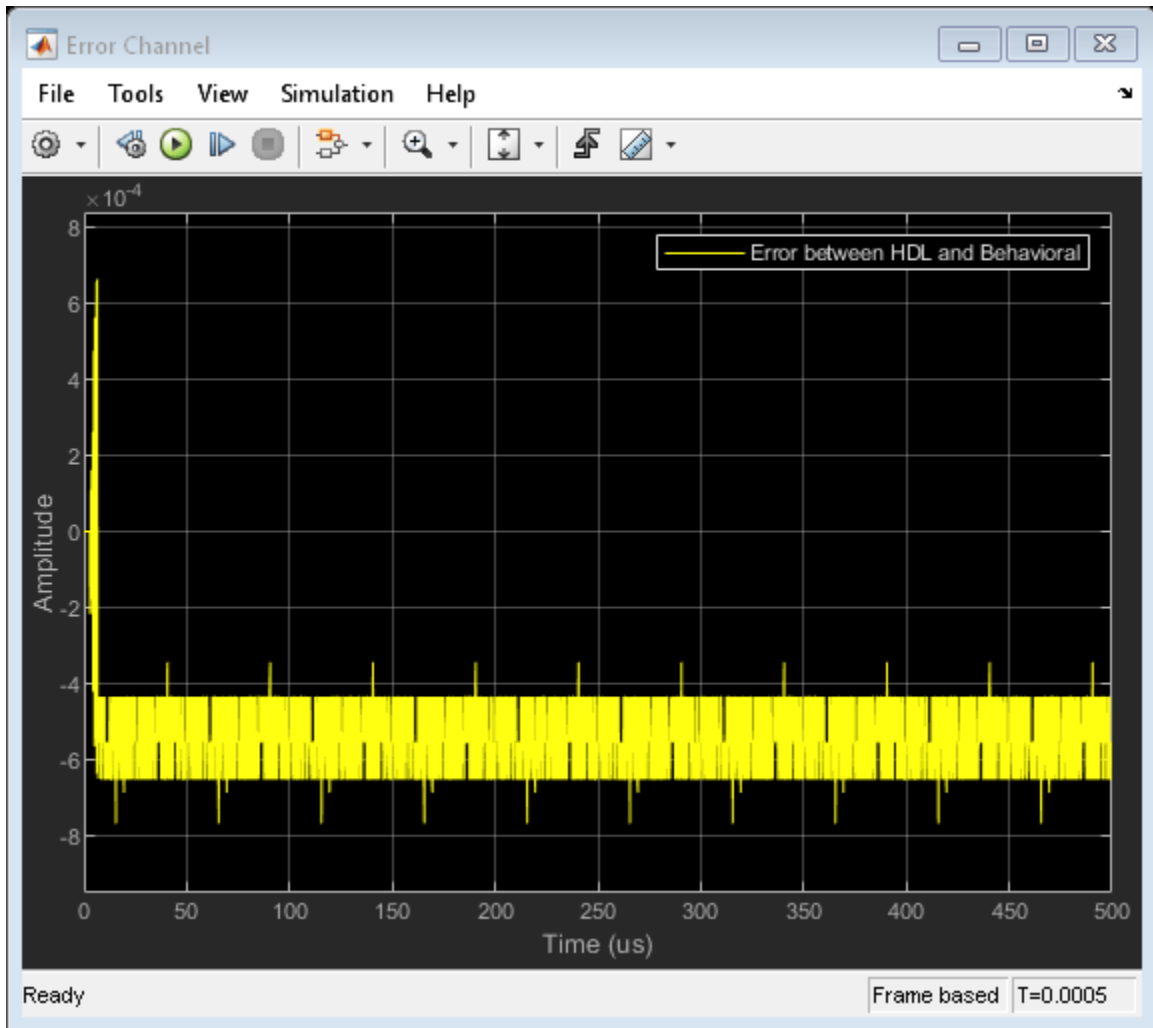 Error Channel
File Tools View Simulation Help
×10⁻⁴
8
6
4
2
0
-2
-4
-6
-8
Amplitude
Error between HDL and Behavioral
0 50 100 150 200 250 300 350 400 450 500
Time (us)
Ready Frame based T=0.0005